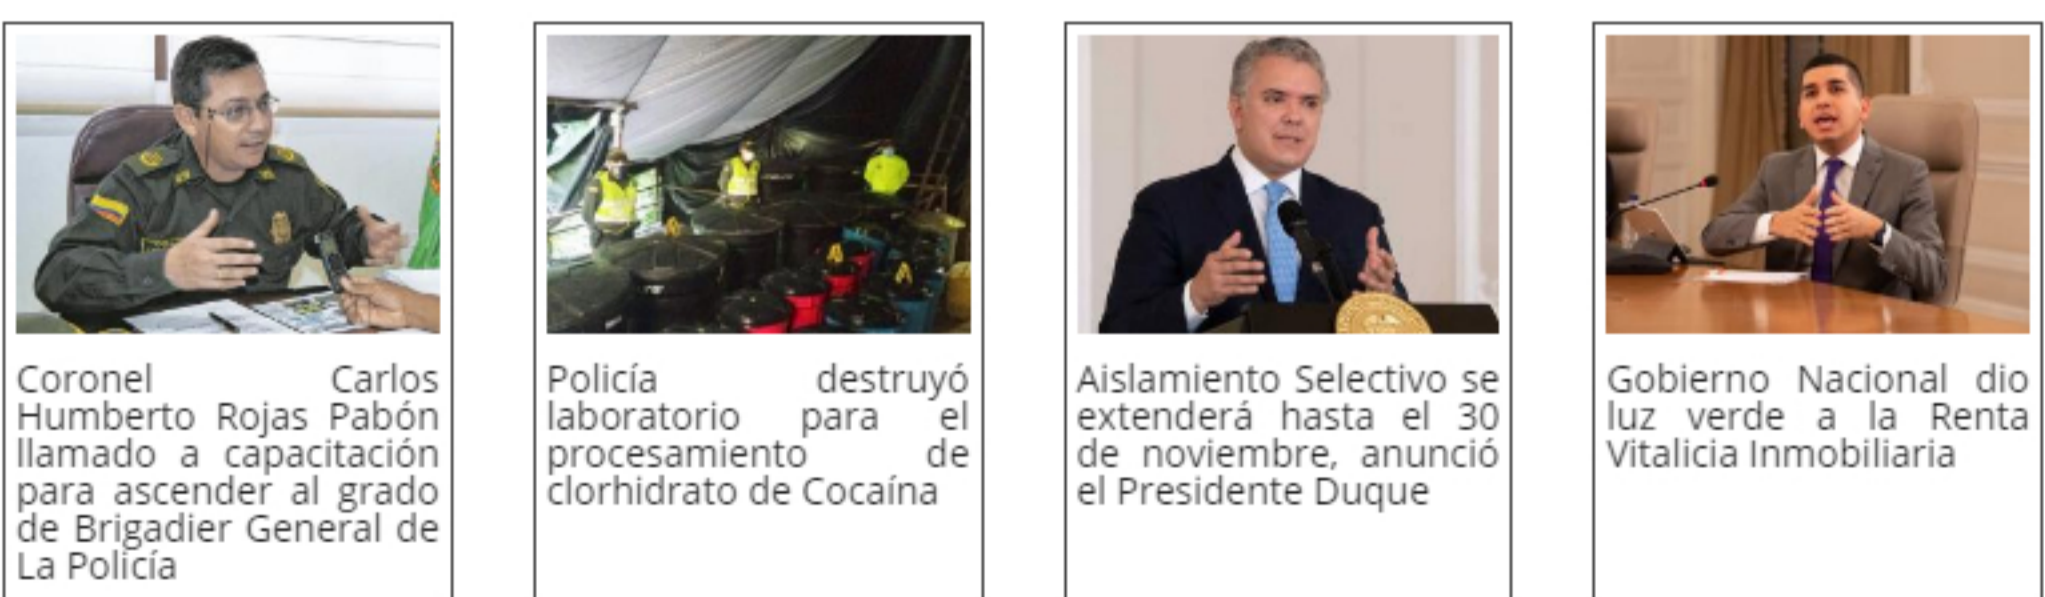 Coronel Carlos
Humberto Rojas Pabón
llamado a capacitación
para ascender al grado
de Brigadier General de
La Policía
Policía destruyó
laboratorio para el
procesamiento de
clorhidrato de Cocaína
Aislamiento Selectivo se
extenderá hasta el 30
de noviembre, anunció
el Presidente Duque
Gobierno Nacional dio
luz verde a la Renta
Vitalicia Inmobiliaria